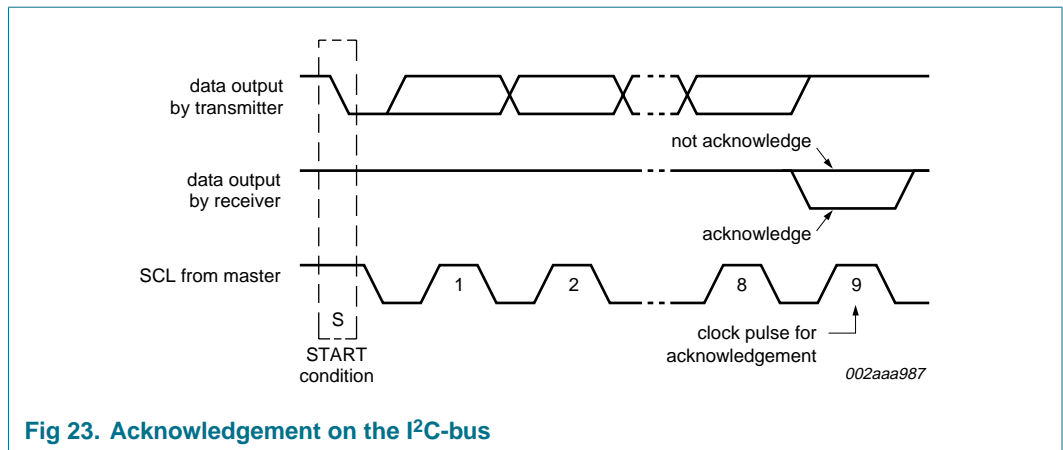 data output
by transmitter
not acknowledge
data output
by receiver
acknowledge
SCL from master
1
2
8
9
S
START
condition
clock pulse for
acknowledgement
002aaa987
Fig 23. Acknowledgement on the I²C-bus